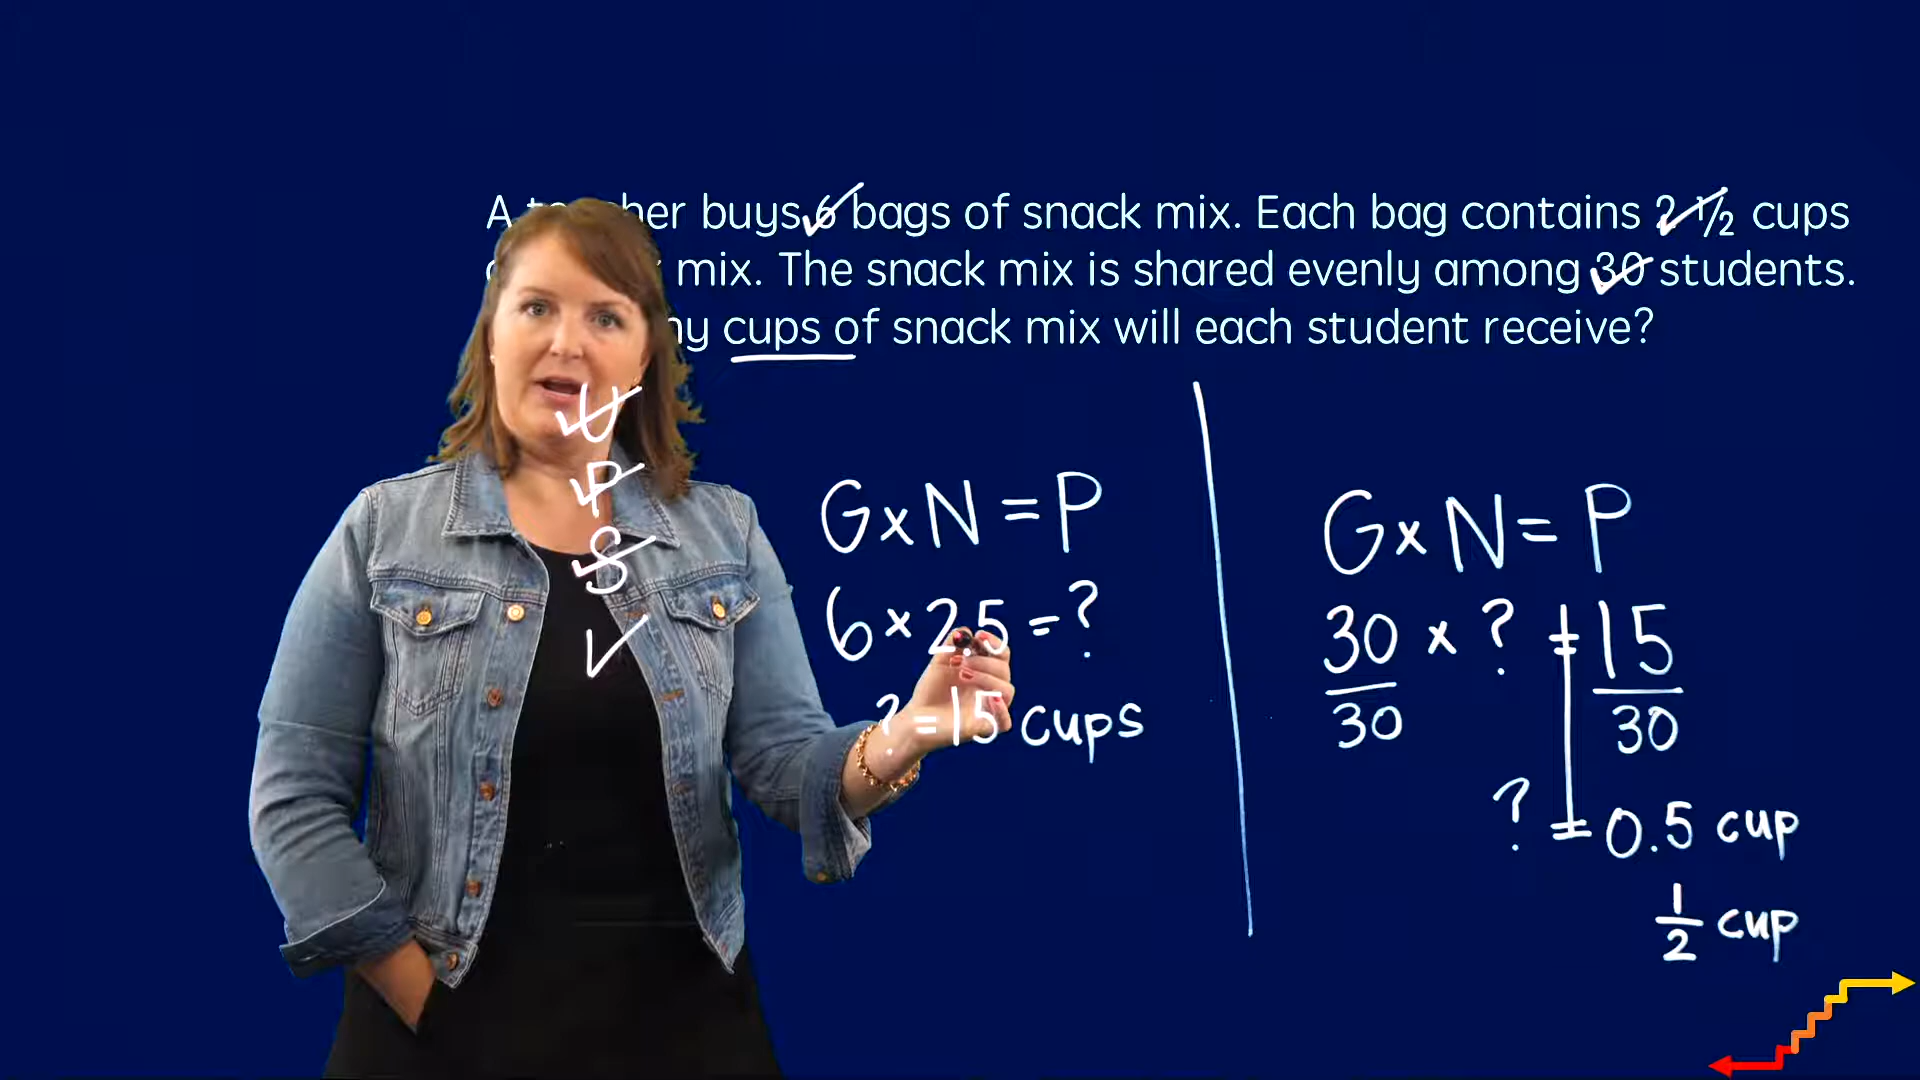 A teacher buys 6 bags of snack mix. Each bag contains 2 ½ cups
mix. The snack mix is shared evenly among 30 students.
cups of snack mix will each student receive?
U
P
S
✓
G x N = P
6 x 2.5 = ?
? = 15 cups
G x N = P
30 x ? = 15
30 30
? = 0.5 cup
1/2 cup